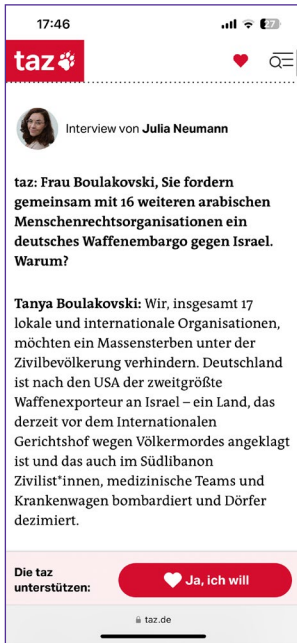 17:46
27
taz
Interview von Julia Neumann
taz: Frau Boulakovski, Sie fordern
gemeinsam mit 16 weiteren arabischen
Menschenrechtsorganisationen ein
deutsches Waffenembargo gegen Israel.
Warum?
Tanya Boulakovski: Wir, insgesamt 17
lokale und internationale Organisationen,
möchten ein Massensterben unter der
Zivilbevölkerung verhindern. Deutschland
ist nach den USA der zweitgrößte
Waffenexporteur an Israel – ein Land, das
derzeit vor dem Internationalen
Gerichtshof wegen Völkermordes angeklagt
ist und das auch im Südlibanon
Zivilist*innen, medizinische Teams und
Krankenwagen bombardiert und Dörfer
dezimiert.
Die taz
unterstützen:
Ja, ich will
taz.de